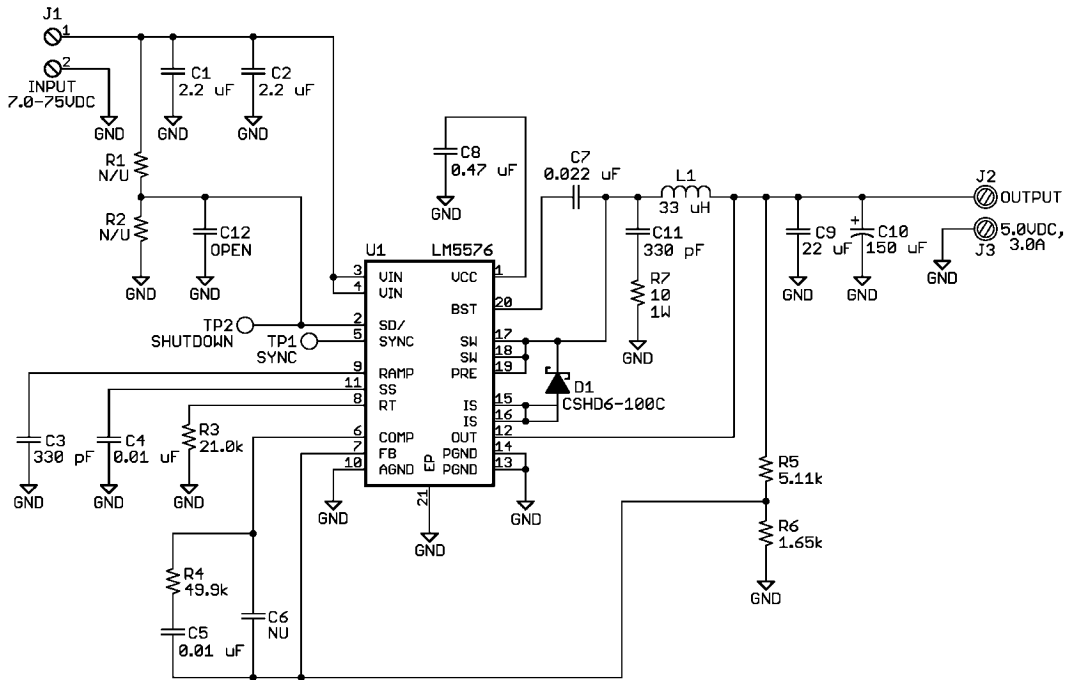 J1
1
2
INPUT
7.0-75VDC
GND
C1
2.2 uF
GND
C2
2.2 uF
GND
R1
N/U
R2
N/U
GND
C12
OPEN
GND
C8
0.47 uF
GND
C7
0.022 uF
L1
33 uH
C11
330 pF
R7
10
1W
GND
J2
OUTPUT
5.0VDC,
3.0A
J3
GND
C9
22 uF
GND
+
C10
150 uF
GND
U1
LM5576
3
VIN
4
VIN
2
SD/
5
SYNC
9
RAMP
11
SS
8
RT
6
COMP
7
FB
10
AGND
EP
21
VCC
1
BST
20
SW
17
SW
18
PRE
19
IS
15
IS
16
OUT
12
PGND
14
PGND
13
TP2
SHUTDOWN
TP1
SYNC
D1
CSHD6-100C
C3
330 pF
GND
C4
0.01 uF
GND
R3
21.0k
GND
GND
GND
GND
R5
5.11k
R6
1.65k
GND
R4
49.9k
C5
0.01 uF
C6
NU